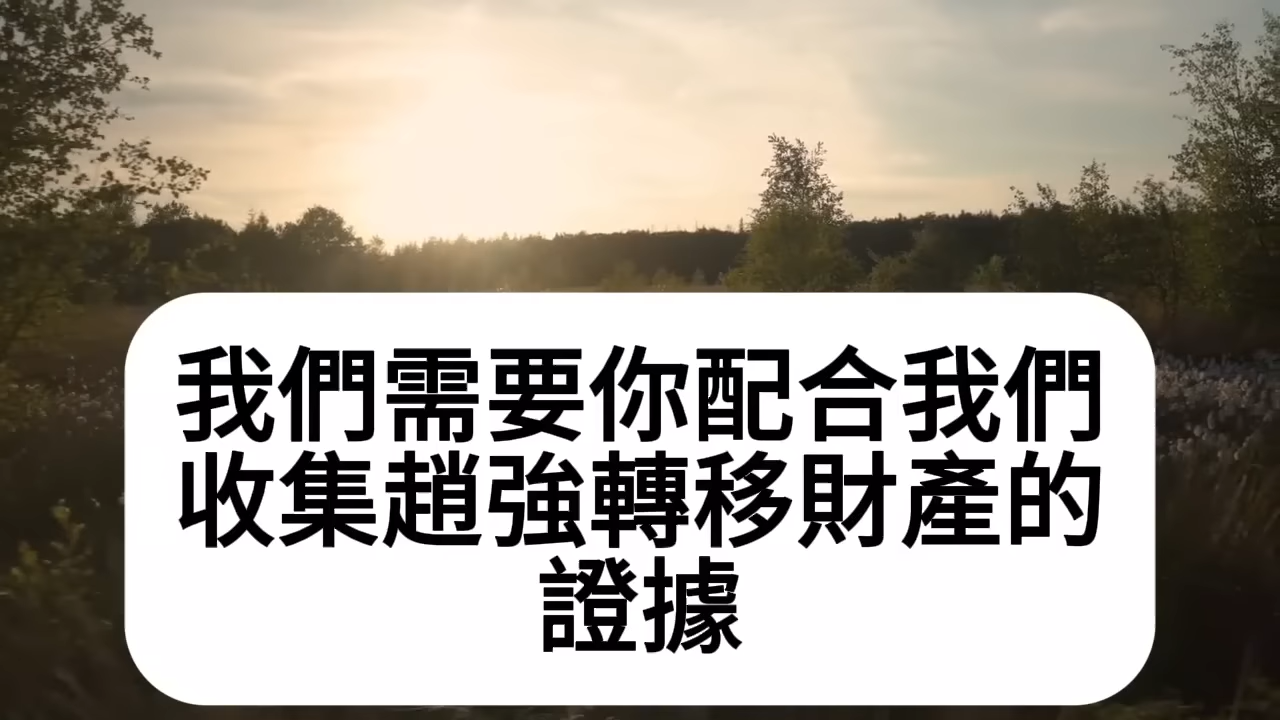 我們需要你配合我們
收集趙強轉移財產的
證據